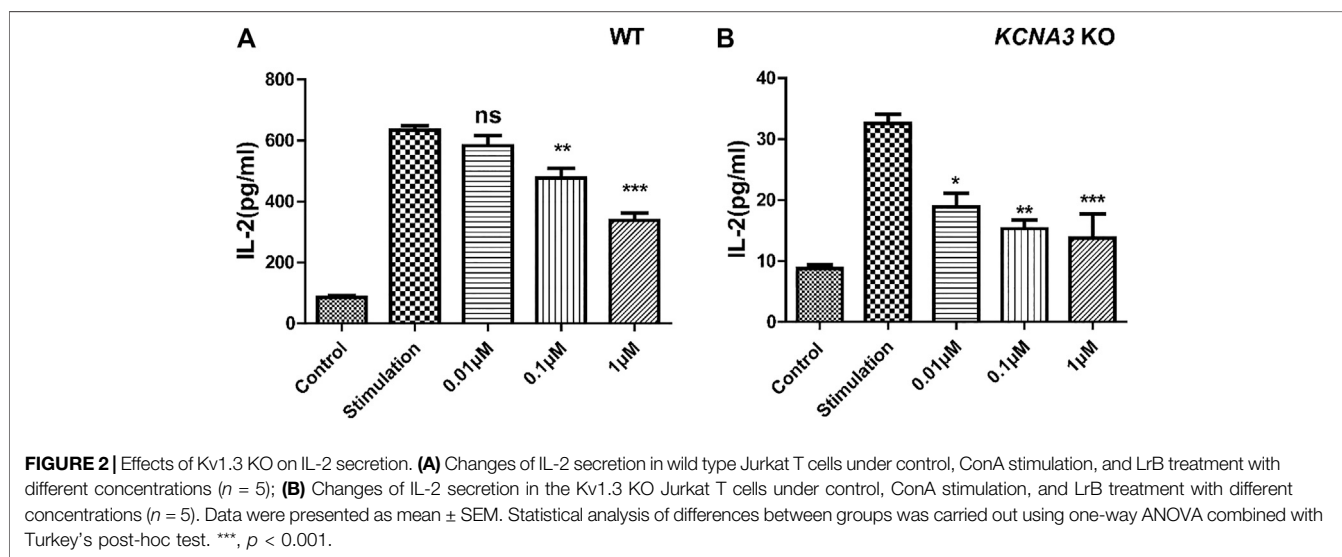 A
WT
IL-2(pg/ml)
800
600
400
200
0
ns
**
***
Control
Stimulation
0.01μM
0.1μM
1μM
B
KCNA3 KO
IL-2(pg/ml)
40
30
20
10
0
*
**
***
Control
Stimulation
0.01μM
0.1μM
1μM
FIGURE 2 | Effects of Kv1.3 KO on IL-2 secretion. (A) Changes of IL-2 secretion in wild type Jurkat T cells under control, ConA stimulation, and LrB treatment with
different concentrations (n = 5); (B) Changes of IL-2 secretion in the Kv1.3 KO Jurkat T cells under control, ConA stimulation, and LrB treatment with different
concentrations (n = 5). Data were presented as mean ± SEM. Statistical analysis of differences between groups was carried out using one-way ANOVA combined with
Turkey's post-hoc test. ***, p < 0.001.